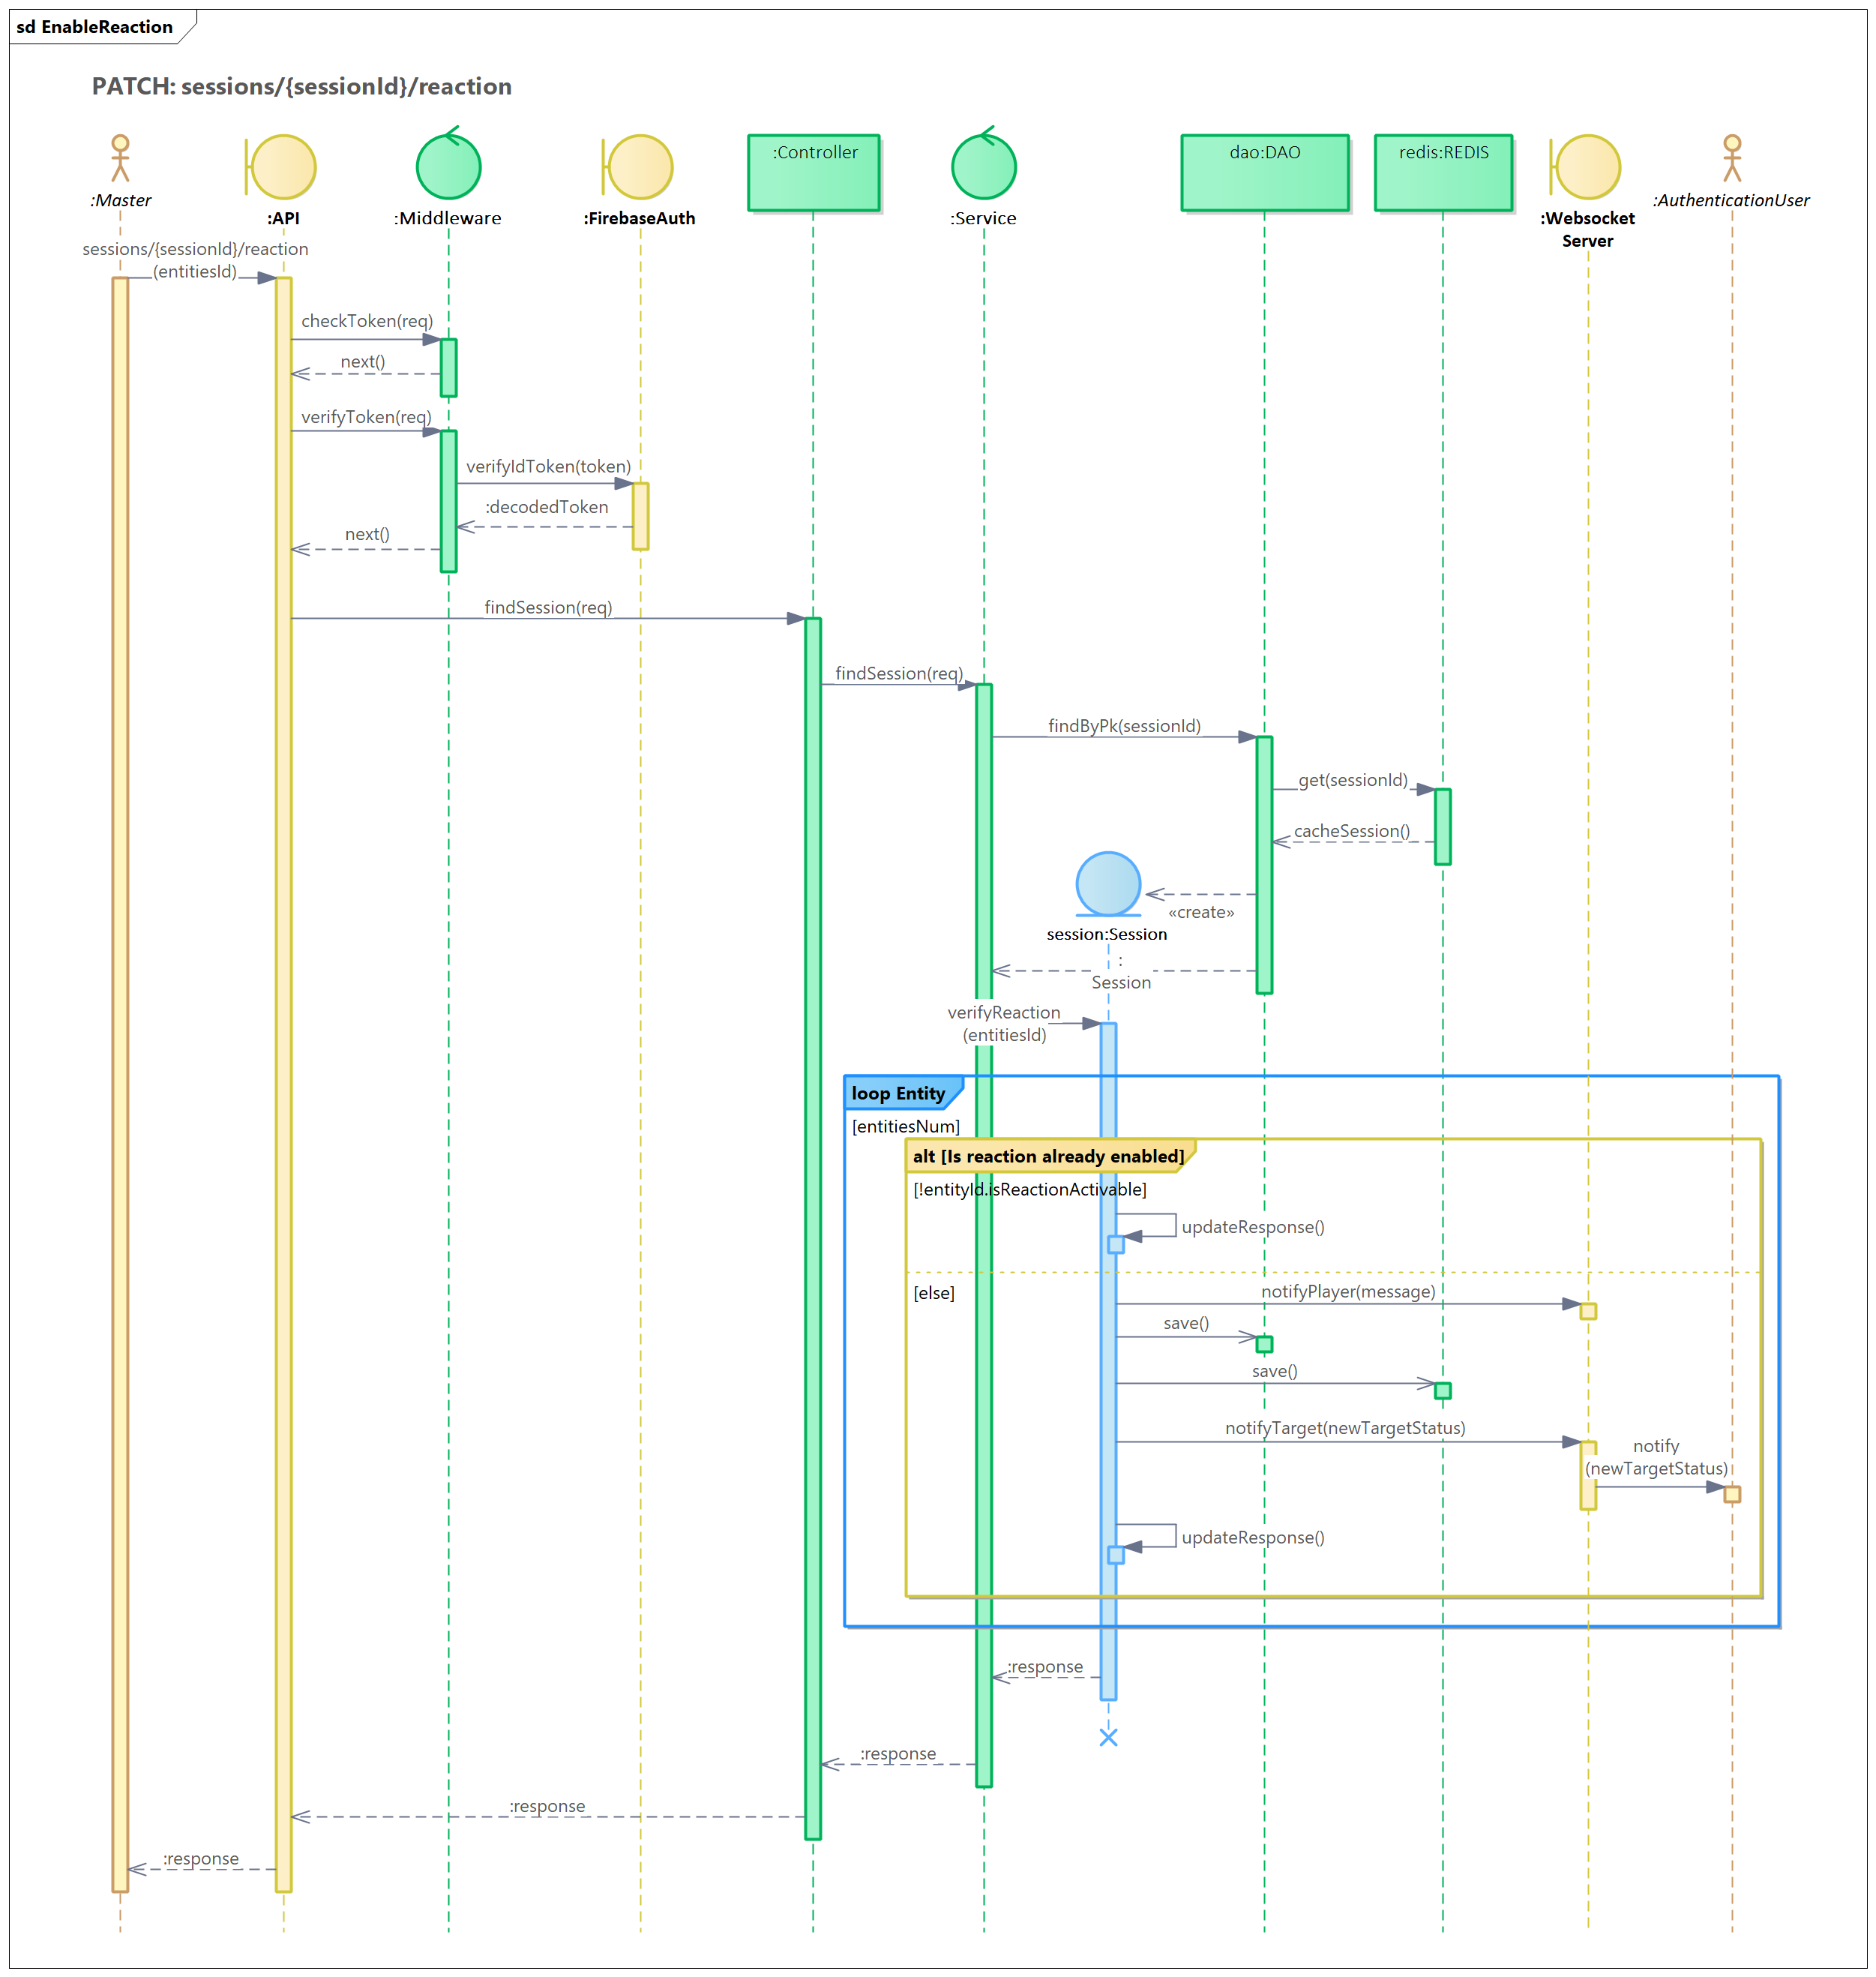 sd EnableReaction
PATCH: sessions/{sessionId}/reaction
:Master
:API
:Middleware
:FirebaseAuth
:Controller
:Service
dao:DAO
redis:REDIS
:Websocket
Server
:AuthenticationUser
sessions/{sessionId}/reaction
(entitiesId)
checkToken(req)
next()
verifyToken(req)
verifyIdToken(token)
:decodedToken
next()
findSession(req)
findSession(req)
findByPk(sessionId)
get(sessionId)
cacheSession()
«create»
session:Session
:
Session
verifyReaction
(entitiesId)
loop Entity
[entitiesNum]
alt [Is reaction already enabled]
[!entityId.isReactionActivable]
updateResponse()
[else]
notifyPlayer(message)
save()
save()
notifyTarget(newTargetStatus)
notify
(newTargetStatus)
updateResponse()
:response
:response
:response
:response